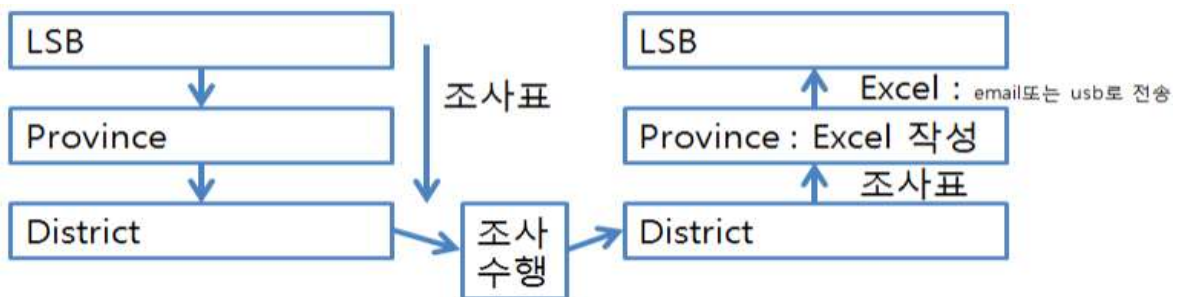 LSB
Province
District
조사표
조사
수행
LSB
Excel : email또는 usb로 전송
Province : Excel 작성
조사표
District